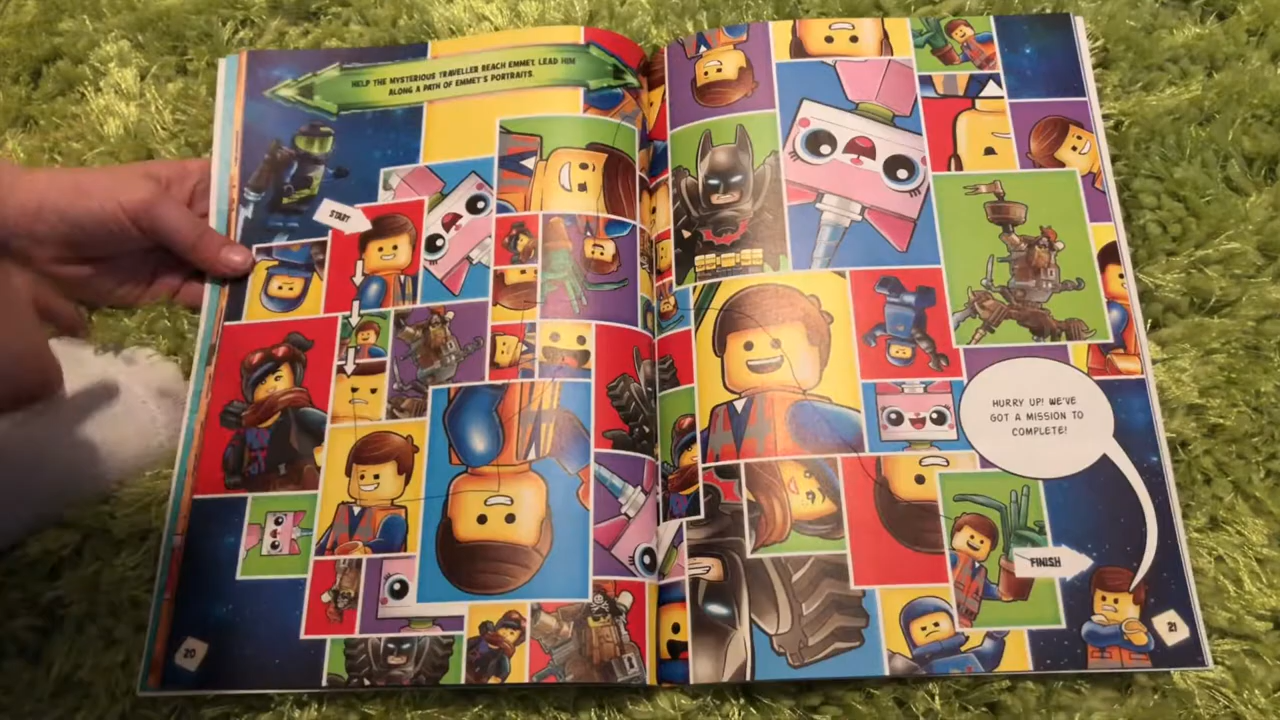 HELP THE MYSTERIOUS TRAVELLER REACH EMMET. LEAD HIM
ALONG A PATH OF EMMET'S PORTRAITS.
START
HURRY UP! WE'VE
GOT A MISSION TO
COMPLETE!
FINISH
20
21